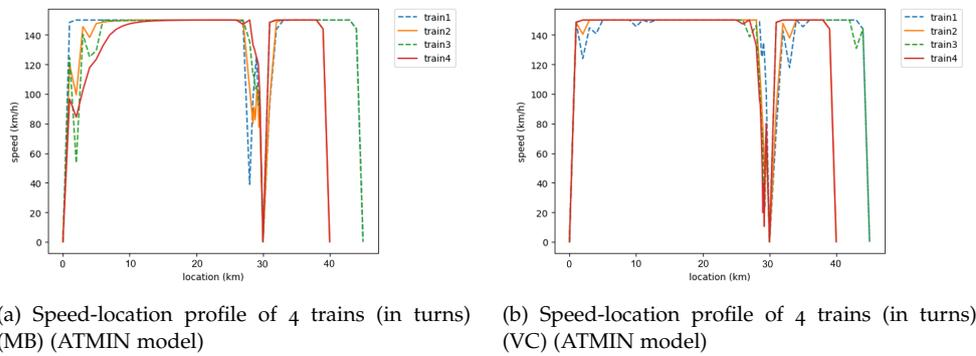 train1
train2
train3
train4
140
120
100
80
60
40
20
0
speed (km/h)
0
10
20
30
40
location (km)
train1
train2
train3
train4
140
120
100
80
60
40
20
0
speed (km/h)
0
10
20
30
40
location (km)
(a) Speed-location profile of 4 trains (in turns)
(MB) (ATMIN model)
(b) Speed-location profile of 4 trains (in turns)
(VC) (ATMIN model)